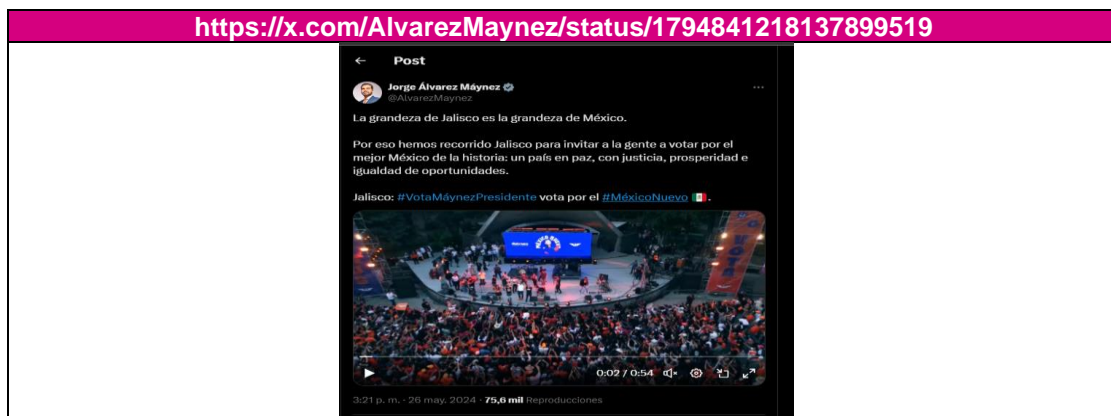 https://x.com/AlvarezMaynez/status/1794841218137899519
Post
Jorge Álvarez Máynez
@AlvarezMaynez
La grandeza de Jalisco es la grandeza de México.
Por eso hemos recorrido Jalisco para invitar a la gente a votar por el
mejor México de la historia: un país en paz, con justicia, prosperidad e
igualdad de oportunidades.
Jalisco: #VotaMáynezPresidente vota por el #MéxicoNuevo 🇲🇽.
MÉXICO NUEVO
VOTA
0:02 / 0:54
3:21 p. m. · 26 may. 2024 · 75,6 mil Reproducciones